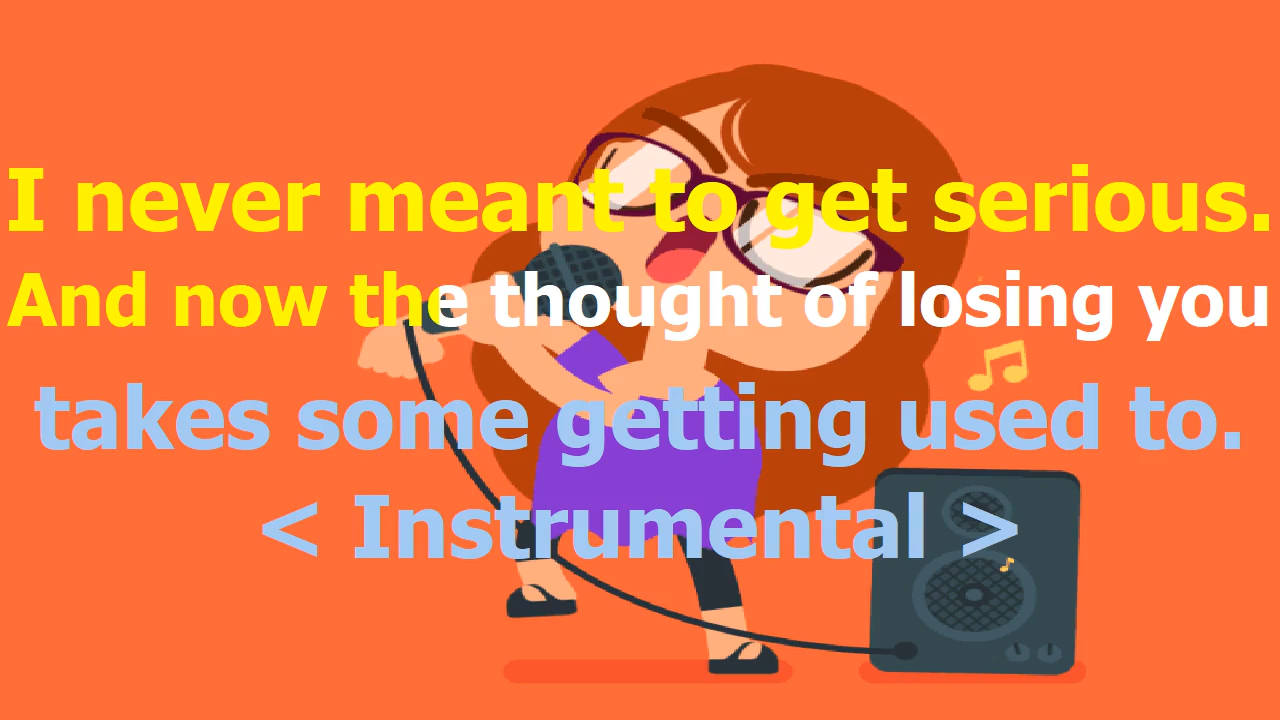 I never meant to get serious.
And now the thought of losing you
takes some getting used to.
< Instrumental >